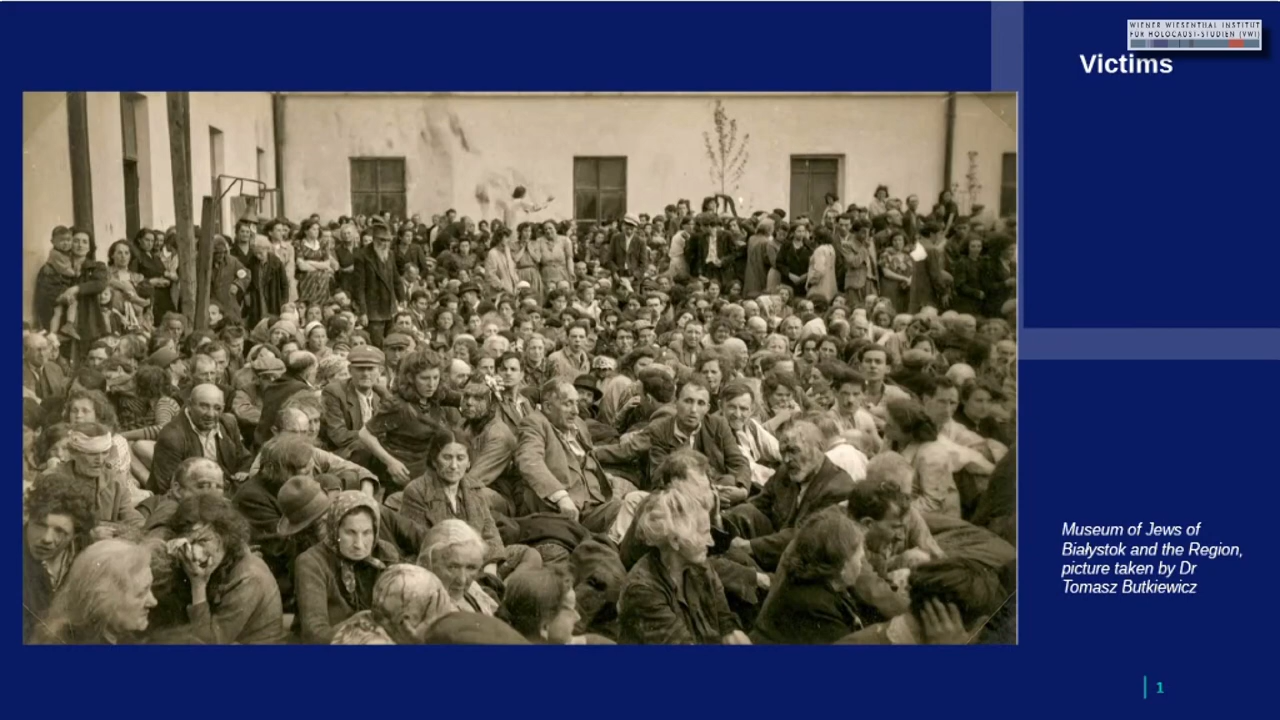 WIENER WIESENTHAL INSTITUT
FÜR HOLOCAUST-STUDIEN (VWI)
Victims
Museum of Jews of
Białystok and the Region,
picture taken by Dr
Tomasz Butkiewicz
1